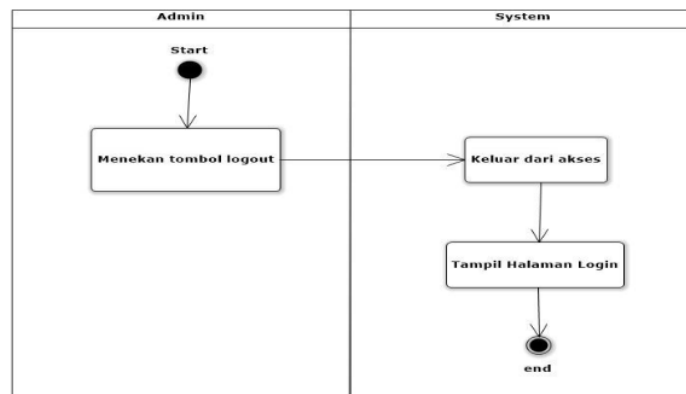 Admin
System
Start
Menekan tombol logout
Keluar dari akses
Tampil Halaman Login
end